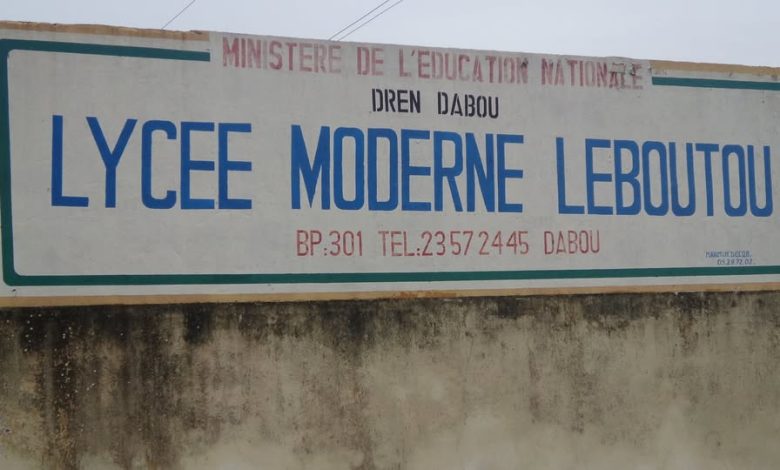 MINISTERE DE L'EDUCATION NATIONALE
DREN DABOU
LYCEE MODERNE LEBOUTOU
BP:301 TEL:23572445 DABOU